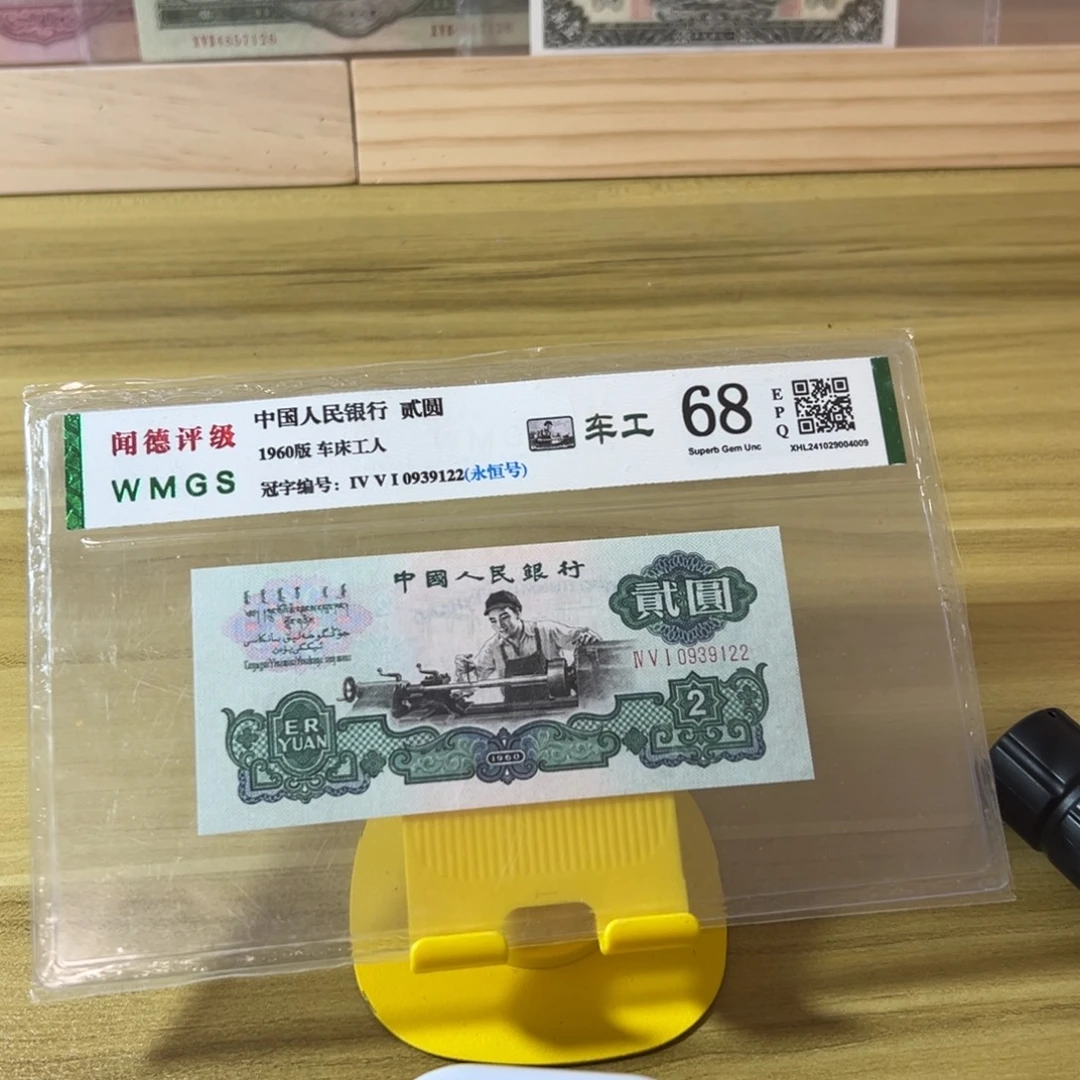 闻德评级
WMGS
中国人民银行 贰圆
1960版 车床工人
冠字编号：IV V I 0939122(永恒号)
车工
68
Superb Gem Unc
EPQ
XHL241029004009
中國人民銀行
貳圓
IV V I 0939122
ER
YUAN
2
1960